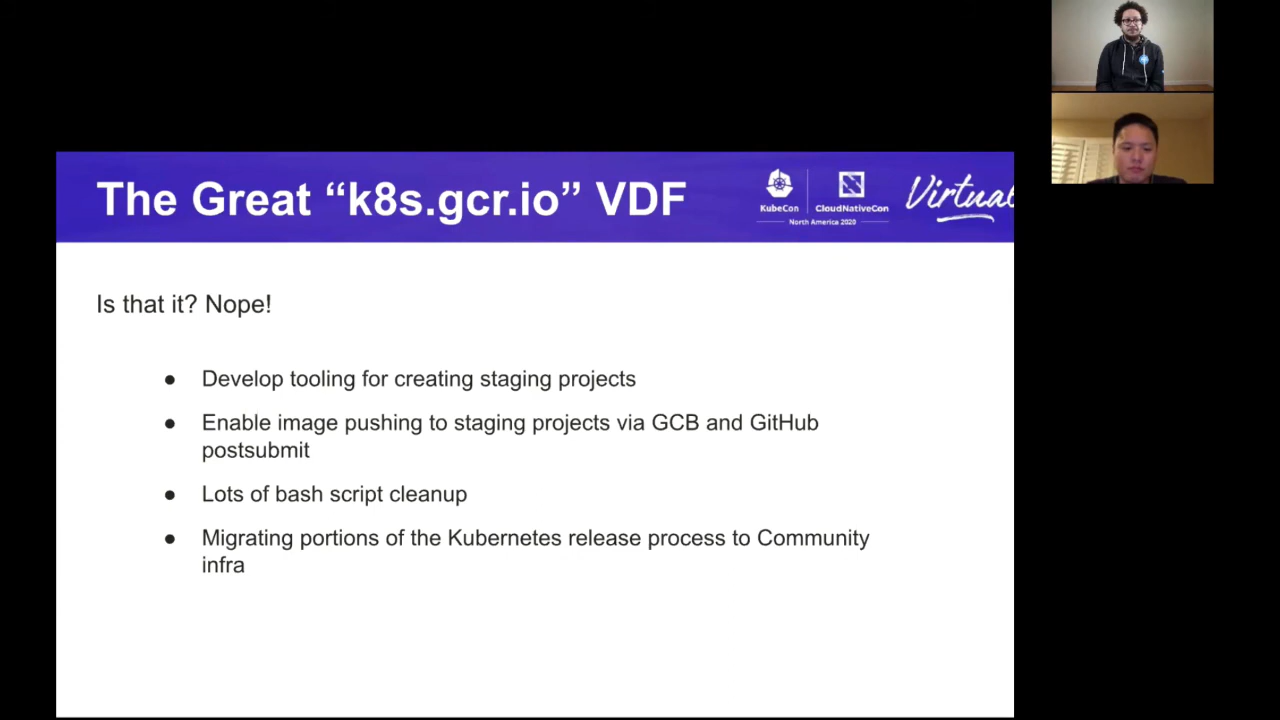 The Great “k8s.gcr.io” VDF
KubeCon
CloudNativeCon
North America 2020
Virtual
Is that it? Nope!
● Develop tooling for creating staging projects
● Enable image pushing to staging projects via GCB and GitHub
postsubmit
● Lots of bash script cleanup
● Migrating portions of the Kubernetes release process to Community
infra